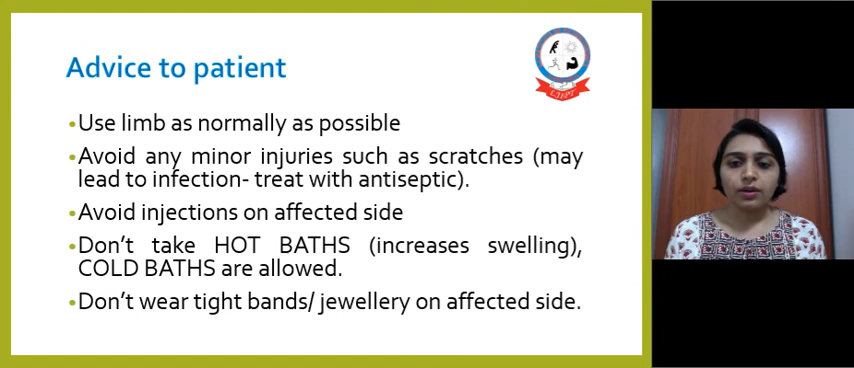 Advice to patient
•Use limb as normally as possible
•Avoid any minor injuries such as scratches (may
lead to infection- treat with antiseptic).
•Avoid injections on affected side
•Don't take HOT BATHS (increases swelling),
COLD BATHS are allowed.
•Don't wear tight bands/ jewellery on affected side.